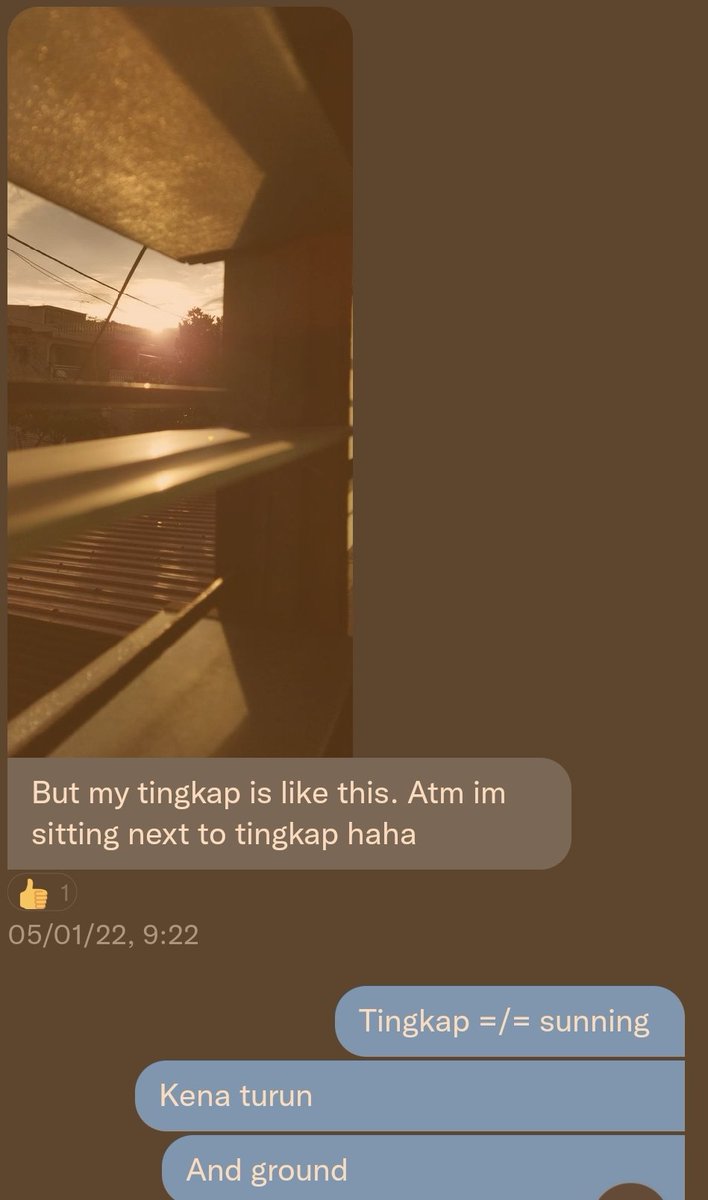 But my tingkap is like this. Atm im
sitting next to tingkap haha
👍 1
05/01/22, 9:22
Tingkap =/= sunning
Kena turun
And ground